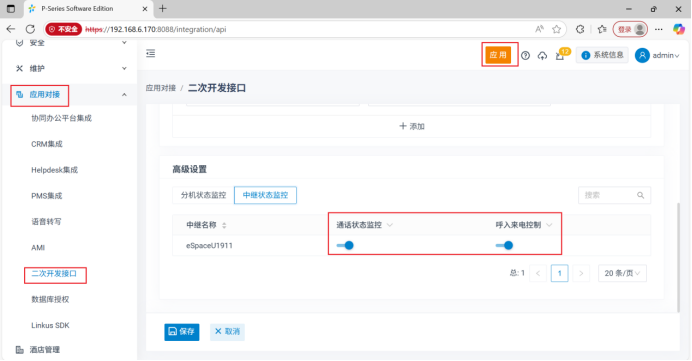 P-Series Software Edition
不安全 https://192.168.6.170:8088/integration/api
登录
安全
应用
12
系统信息
admin
维护
应用对接 / 二次开发接口
应用对接
协同办公平台集成
添加
CRM集成
Helpdesk集成
高级设置
PMS集成
分机状态监控
中继状态监控
搜索
语音转写
中继名称
通话状态监控
呼入来电控制
AMI
eSpaceU1911
二次开发接口
总: 1
1
20 条/页
数据库授权
Linkus SDK
保存
取消
酒店管理